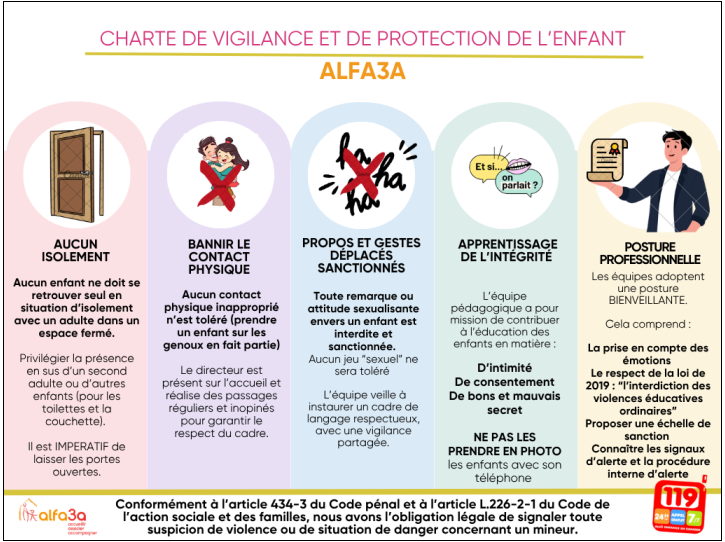 CHARTE DE VIGILANCE ET DE PROTECTION DE L'ENFANT
ALFA3A
AUCUN
ISOLEMENT
Aucun enfant ne doit se
retrouver seul en
situation d'isolement
avec un adulte dans un
espace fermé.
Privilégier la présence
en sus d'un second
adulte ou d'autres
enfants (pour les
toilettes et la
couchette).
Il est IMPERATIF de
laisser les portes
ouvertes.
BANNIR LE
CONTACT
PHYSIQUE
Aucun contact
physique inapproprié
n'est toléré (prendre
un enfant sur les
genoux en fait partie)
Le directeur est
présent sur l'accueil et
réalise des passages
réguliers et inopinés
pour garantir le
respect du cadre.
ha
ha
ha
PROPOS ET GESTES
DÉPLACÉS
SANCTIONNÉS
Toute remarque ou
attitude sexualisante
envers un enfant est
interdite et
sanctionnée.
Aucun jeu "sexuel" ne
sera toléré
L'équipe veille à
instaurer un cadre de
langage respectueux,
avec une vigilance
partagée.
Et si...
on
parlait ?
APPRENTISSAGE
DE L'INTÉGRITÉ
L'équipe
pédagogique a pour
mission de contribuer
à l'éducation des
enfants en matière :
D'intimité
De consentement
De bons et mauvais
secret
NE PAS LES
PRENDRE EN PHOTO
les enfants avec son
téléphone
POSTURE
PROFESSIONNELLE
Les équipes adoptent
une posture
BIENVEILLANTE.
Cela comprend :
La prise en compte des
émotions
Le respect de la loi de
2019 : "l'interdiction des
violences éducatives
ordinaires"
Proposer une échelle de
sanction
Connaître les signaux
d'alerte et la procédure
interne d'alerte
alfa3a
accueillir
associer
accompagner
Conformément à l'article 434-3 du Code pénal et à l'article L.226-2-1 du Code de
l'action sociale et des familles, nous avons l'obligation légale de signaler toute
suspicion de violence ou de situation de danger concernant un mineur.
119
24H APPEL GRATUIT 7J